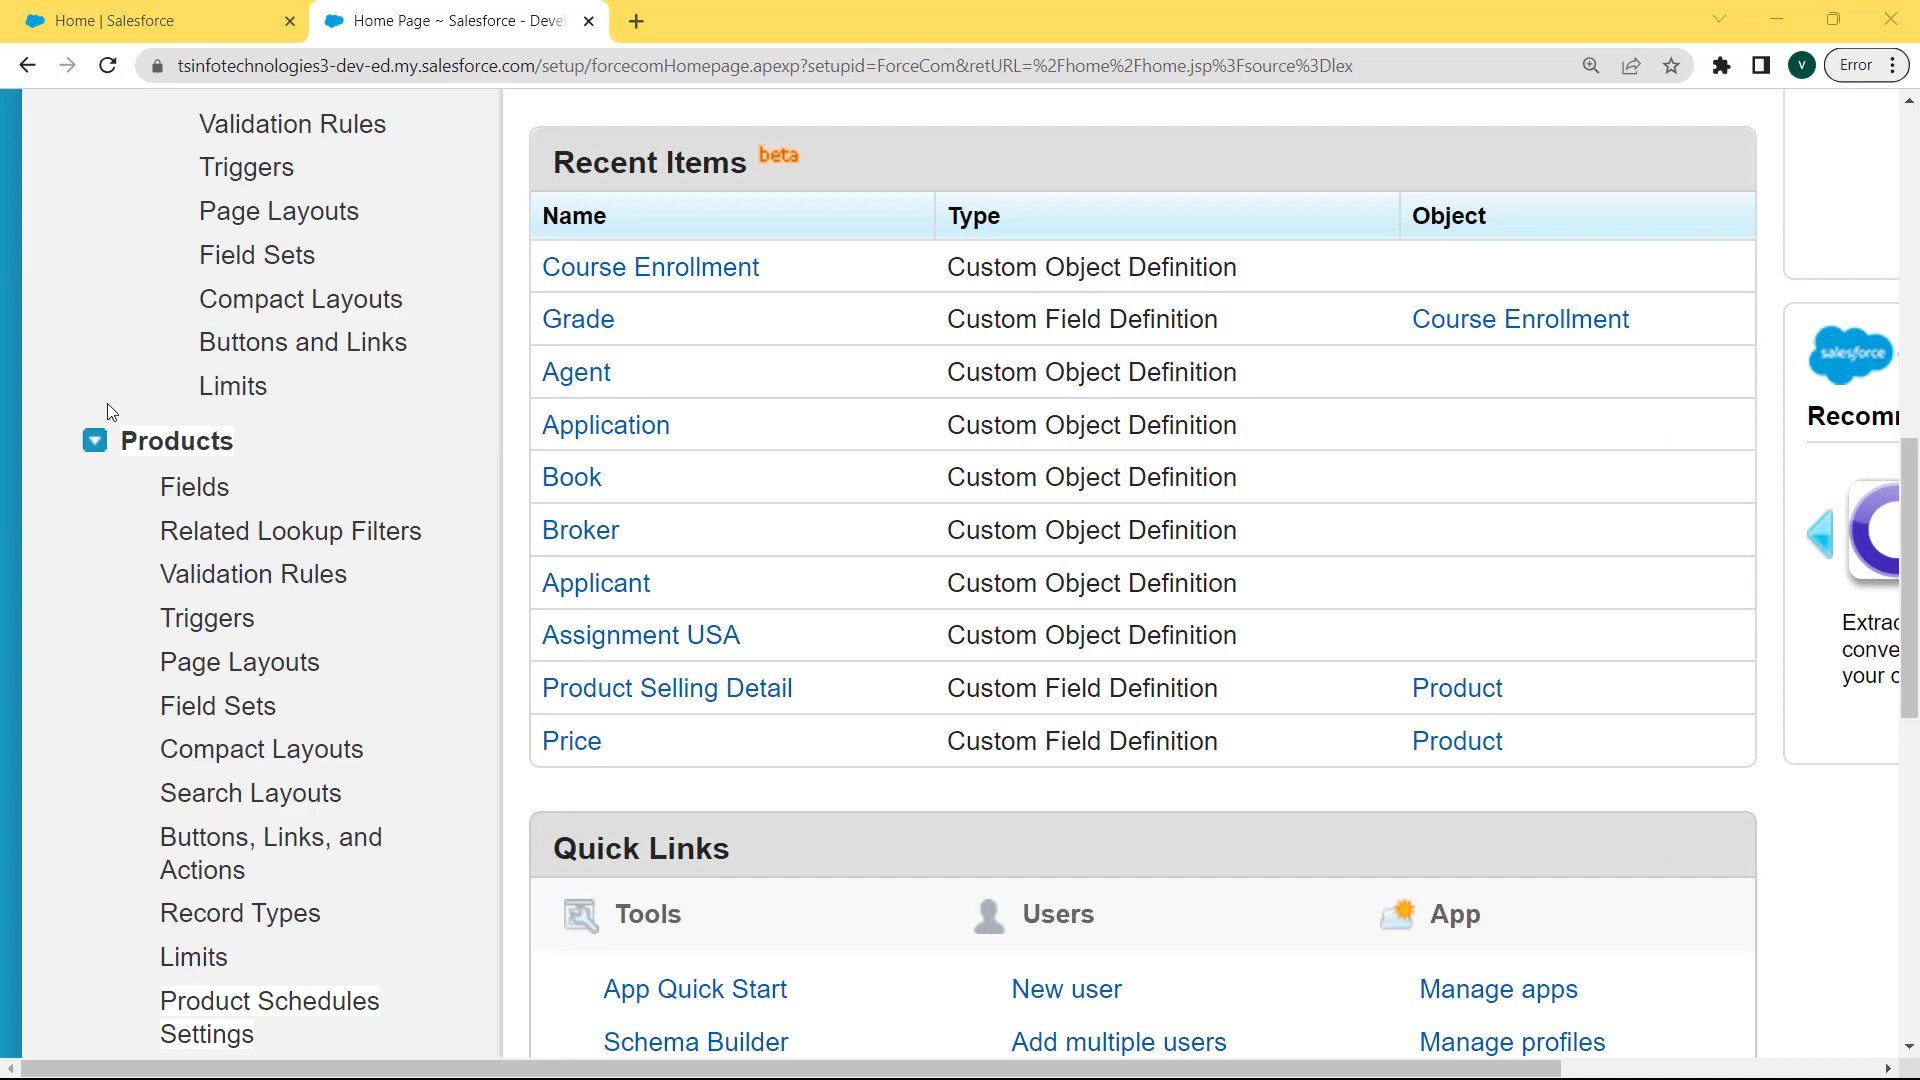 Home | Salesforce
Home Page ~ Salesforce - Deve
tsinfotechnologies3-dev-ed.my.salesforce.com/setup/forcecomHomepage.apexp?setupid=ForceCom&retURL=%2Fhome%2Fhome.jsp%3Fsource%3Dlex
V
Error
Validation Rules
Triggers
Page Layouts
Field Sets
Compact Layouts
Buttons and Links
Limits
Products
Fields
Related Lookup Filters
Validation Rules
Triggers
Page Layouts
Field Sets
Compact Layouts
Search Layouts
Buttons, Links, and
Actions
Record Types
Limits
Product Schedules
Settings
Recent Items beta
Name Type Object
Course Enrollment Custom Object Definition
Grade Custom Field Definition Course Enrollment
Agent Custom Object Definition
Application Custom Object Definition
Book Custom Object Definition
Broker Custom Object Definition
Applicant Custom Object Definition
Assignment USA Custom Object Definition
Product Selling Detail Custom Field Definition Product
Price Custom Field Definition Product
Quick Links
Tools Users App
App Quick Start New user Manage apps
Schema Builder Add multiple users Manage profiles
salesforce
Recom
Extrac
conve
your c